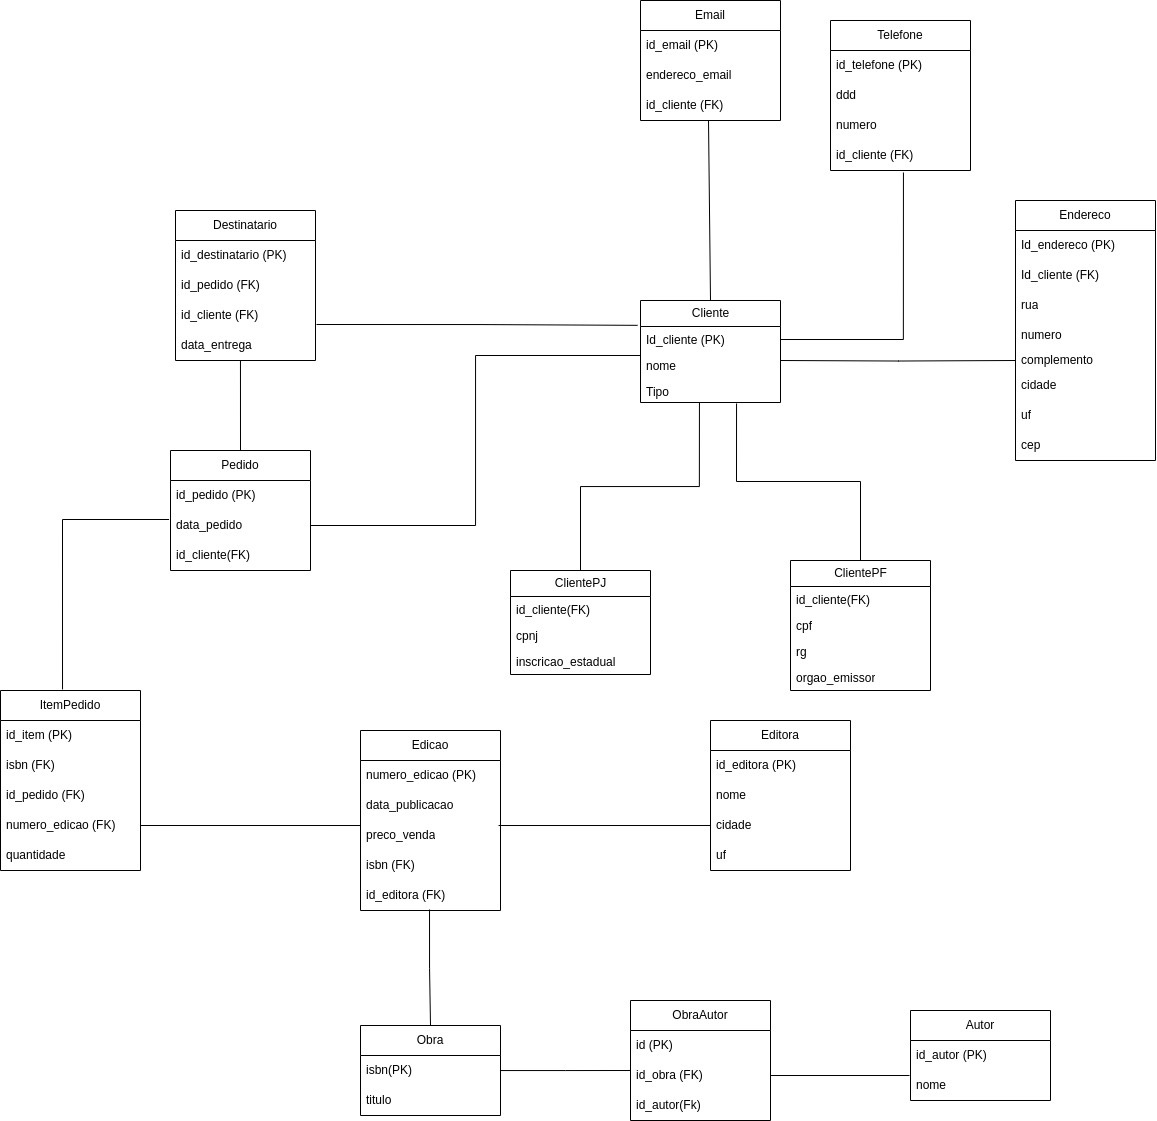 Email
id_email (PK)
endereco_email
id_cliente (FK)
Telefone
id_telefone (PK)
ddd
numero
id_cliente (FK)
Destinatario
id_destinatario (PK)
id_pedido (FK)
id_cliente (FK)
data_entrega
Endereco
Id_endereco (PK)
Id_cliente (FK)
rua
numero
complemento
cidade
uf
cep
Cliente
Id_cliente (PK)
nome
Tipo
Pedido
id_pedido (PK)
data_pedido
id_cliente(FK)
ClientePJ
id_cliente(FK)
cpnj
inscricao_estadual
ClientePF
id_cliente(FK)
cpf
rg
orgao_emissor
ItemPedido
id_item (PK)
isbn (FK)
id_pedido (FK)
numero_edicao (FK)
quantidade
Edicao
numero_edicao (PK)
data_publicacao
preco_venda
isbn (FK)
id_editora (FK)
Editora
id_editora (PK)
nome
cidade
uf
Obra
isbn(PK)
titulo
ObraAutor
id (PK)
id_obra (FK)
id_autor(Fk)
Autor
id_autor (PK)
nome